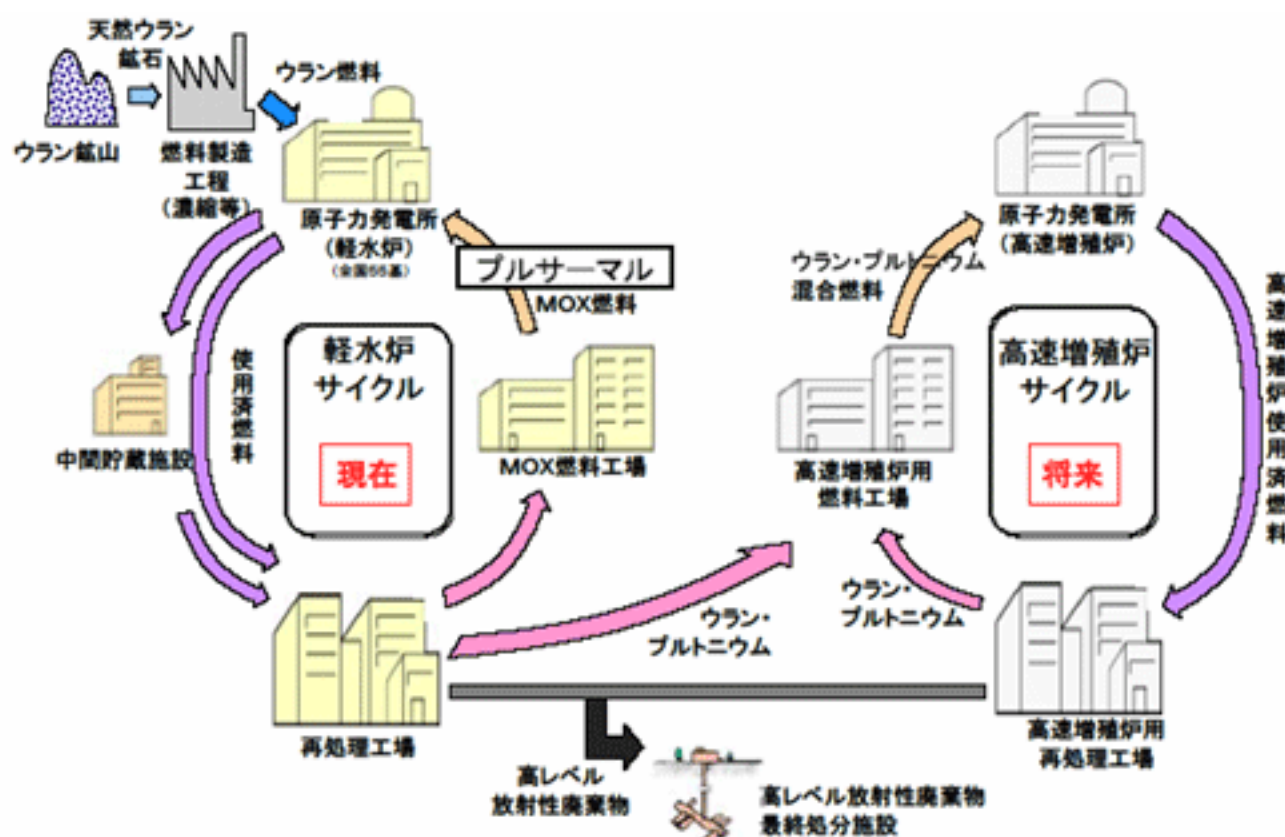 天然ウラン
鉱石
ウラン燃料
ウラン鉱山
燃料製造
工程
(濃縮等)
原子力発電所
(軽水炉)
(全国55基)
プルサーマル
MOX燃料
使用済燃料
軽水炉
サイクル
現在
中間貯蔵施設
MOX燃料工場
再処理工場
原子力発電所
(高速増殖炉)
ウラン・プルトニウム
混合燃料
高速増殖炉
サイクル
将来
高速増殖炉使用済燃料
高速増殖炉用
燃料工場
ウラン・
プルトニウム
ウラン・
プルトニウム
高速増殖炉用
再処理工場
高レベル
放射性廃棄物
高レベル放射性廃棄物
最終処分施設